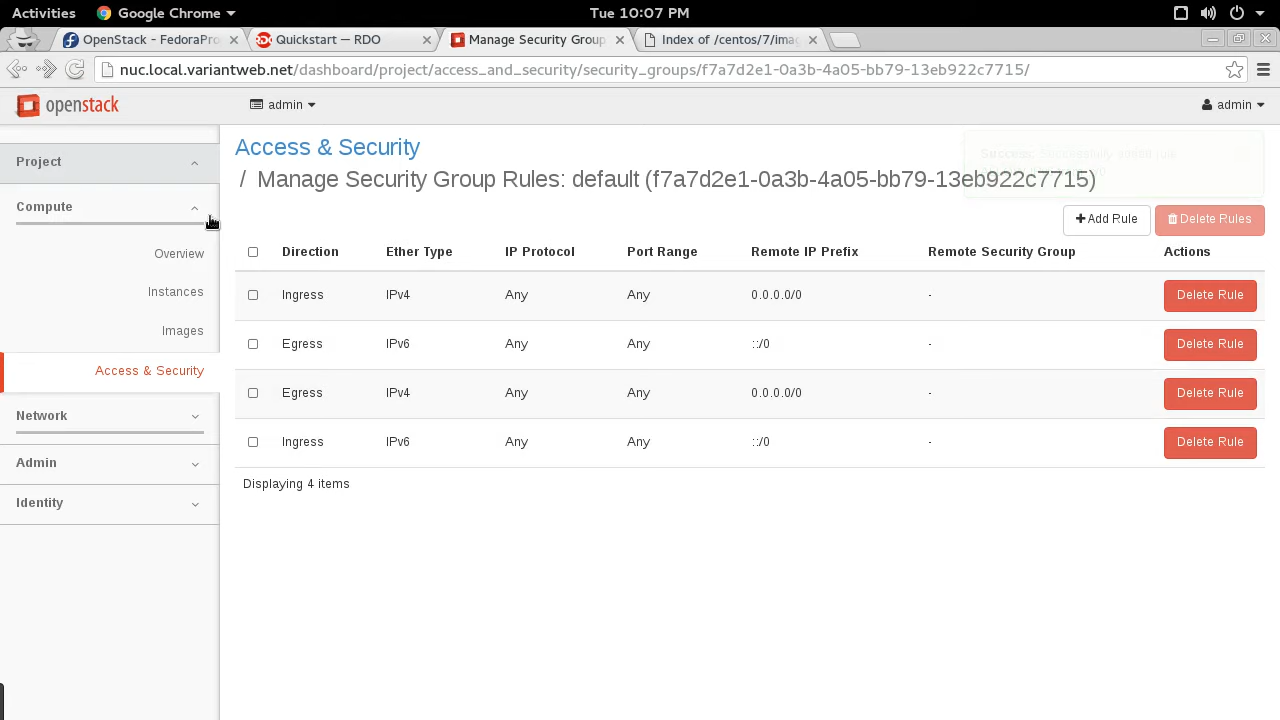 Activities Google Chrome Tue 10:07 PM
OpenStack - FedoraPro Quickstart — RDO Manage Security Group Index of /centos/7/imag
nuc.local.variantweb.net/dashboard/project/access_and_security/security_groups/f7a7d2e1-0a3b-4a05-bb79-13eb922c7715/
openstack admin admin
Project
Compute
Overview
Instances
Images
Access & Security
Network
Admin
Identity
Access & Security
/ Manage Security Group Rules: default (f7a7d2e1-0a3b-4a05-bb79-13eb922c7715)
Success: Successfully added rule
Add Rule Delete Rules
Direction Ether Type IP Protocol Port Range Remote IP Prefix Remote Security Group Actions
Ingress IPv4 Any Any 0.0.0.0/0 - Delete Rule
Egress IPv6 Any Any ::/0 - Delete Rule
Egress IPv4 Any Any 0.0.0.0/0 - Delete Rule
Ingress IPv6 Any Any ::/0 - Delete Rule
Displaying 4 items